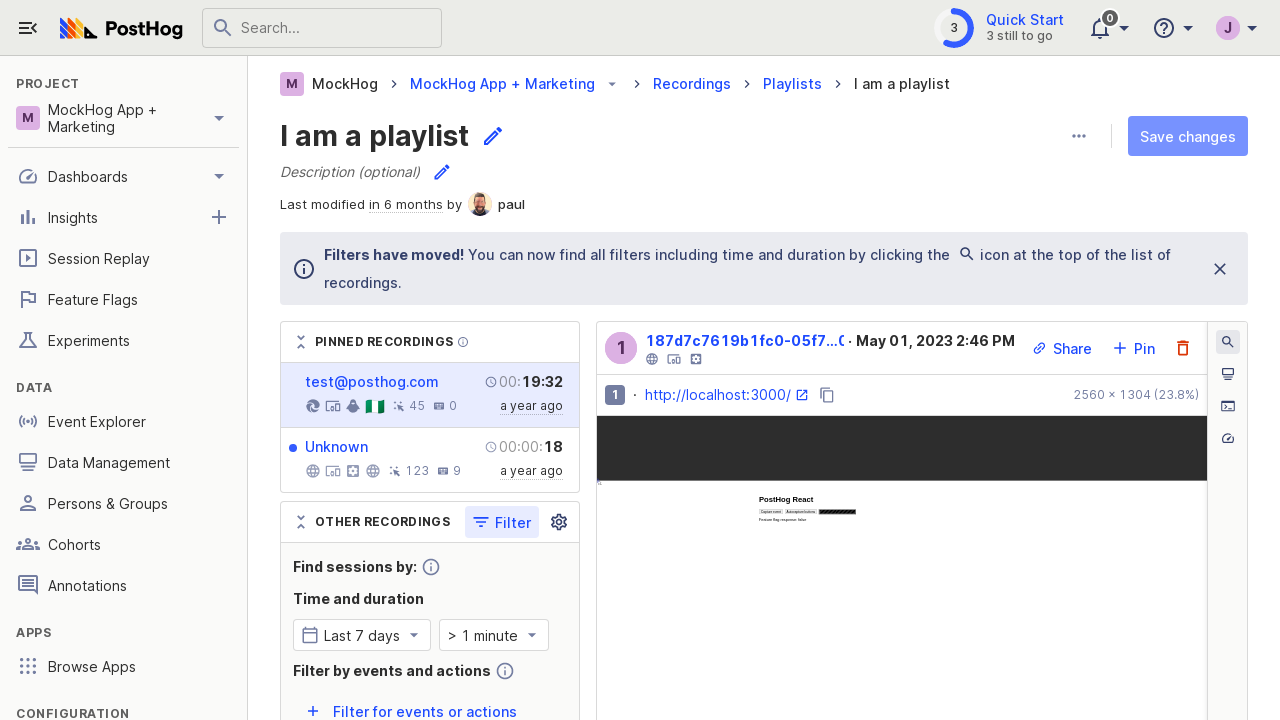 PostHog
Search...
3
Quick Start
3 still to go
0
J
PROJECT
M
MockHog App +
Marketing
Dashboards
Insights
Session Replay
Feature Flags
Experiments
DATA
Event Explorer
Data Management
Persons & Groups
Cohorts
Annotations
APPS
Browse Apps
CONFIGURATION
M MockHog
MockHog App + Marketing
Recordings
Playlists
I am a playlist
I am a playlist
Save changes
Description (optional)
Last modified in 6 months by paul
Filters have moved! You can now find all filters including time and duration by clicking the icon at the top of the list of
recordings.
PINNED RECORDINGS
test@posthog.com 00:19:32
45 0 a year ago
Unknown 00:00:18
123 9 a year ago
OTHER RECORDINGS Filter
Find sessions by:
Time and duration
Last 7 days > 1 minute
Filter by events and actions
Filter for events or actions
1 187d7c7619b1fc0-05f7...0 · May 01, 2023 2:46 PM Share Pin
1 · http://localhost:3000/ 2560 × 1304 (23.8%)
PostHog React
Capture event Autocapture buttons
Feature flag response: false